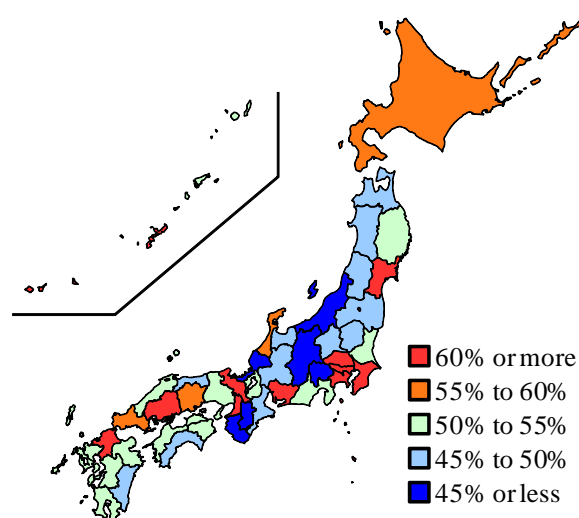 60% or more
55% to 60%
50% to 55%
45% to 50%
45% or less